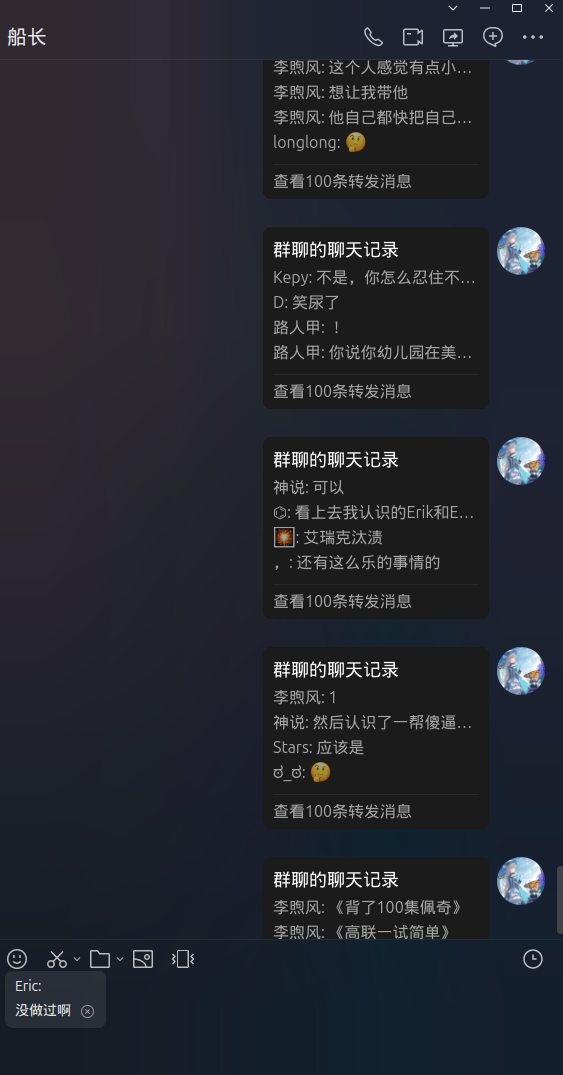 船长
李煦风: 这个人感觉有点小…
李煦风: 想让我带他
李煦风: 他自己都快把自己…
longlong: 🤔
查看100条转发消息
群聊的聊天记录
Kepy: 不是，你怎么忍住不…
D: 笑尿了
路人甲: ！
路人甲: 你说你幼儿园在美…
查看100条转发消息
群聊的聊天记录
神说: 可以
⌬: 看上去我认识的Erik和E…
🎆: 艾瑞克汰渍
，: 还有这么乐的事情的
查看100条转发消息
群聊的聊天记录
李煦风: 1
神说: 然后认识了一帮傻逼…
Stars: 应该是
ಠ_ಠ: 🤔
查看100条转发消息
群聊的聊天记录
李煦风: 《背了100集佩奇》
李煦风: 《高联一试简单》
Eric:
没做过啊